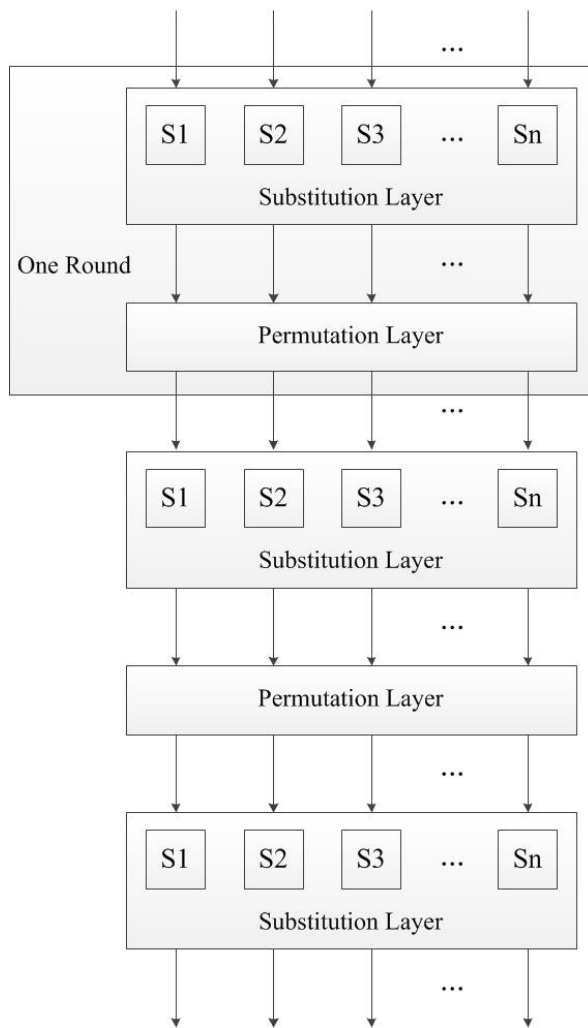 ...
S1 S2 S3 ... Sn
Substitution Layer
...
One Round
Permutation Layer
...
S1 S2 S3 ... Sn
Substitution Layer
...
Permutation Layer
...
S1 S2 S3 ... Sn
Substitution Layer
...